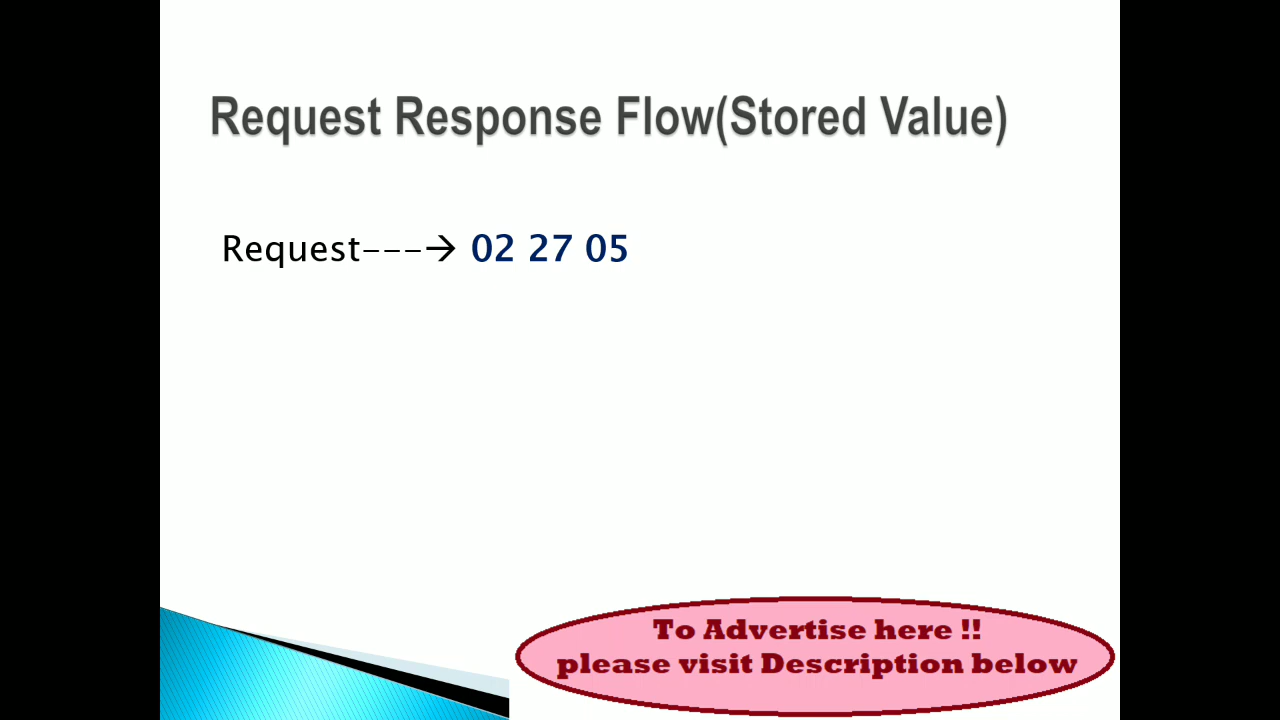 Request Response Flow(Stored Value)
Request---→ 02 27 05
To Advertise here !!
please visit Description below